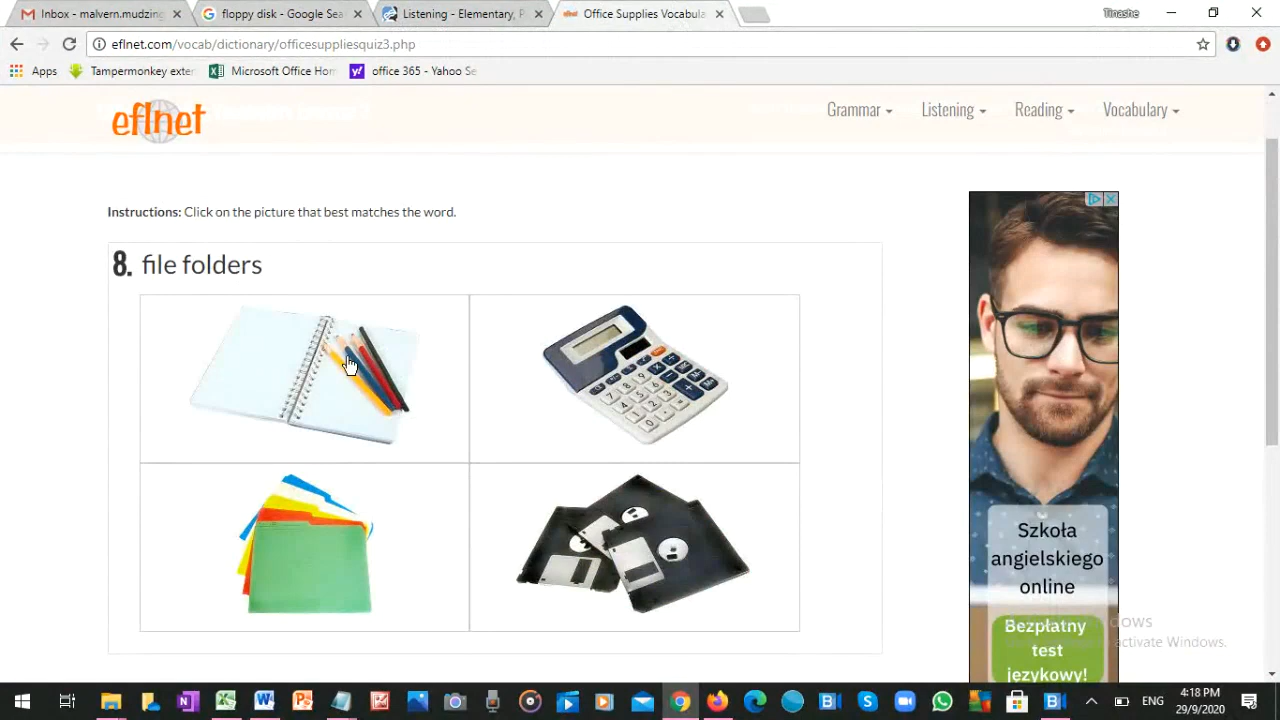 Inbox - malvern.mudzing
floppy disk - Google Sea
Listening - Elementary, P
Office Supplies Vocabula
Tinashe
eflnet.com/vocab/dictionary/officesuppliesquiz3.php
Apps
Tampermonkey exter
Microsoft Office Hom
office 365 - Yahoo Se
eflnet
Grammar
Listening
Reading
Vocabulary
Instructions: Click on the picture that best matches the word.
8. file folders
Szkoła
angielskiego
online
Bezpłatny
test
językowy!
activate Windows.
ENG
4:18 PM
29/9/2020